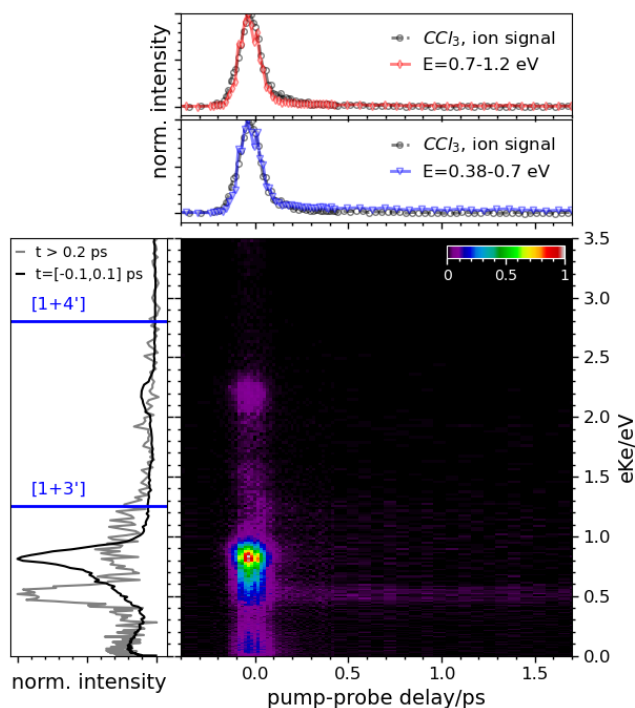 norm. intensity
CCl₃, ion signal
E=0.7-1.2 eV
norm. intensity
CCl₃, ion signal
E=0.38-0.7 eV
t > 0.2 ps
t=[-0.1,0.1] ps
[1+4']
[1+3']
norm. intensity
0 0.5 1
3.5
3.0
2.5
2.0
1.5
1.0
0.5
0.0
eKe/eV
0.0 0.5 1.0 1.5
pump-probe delay/ps